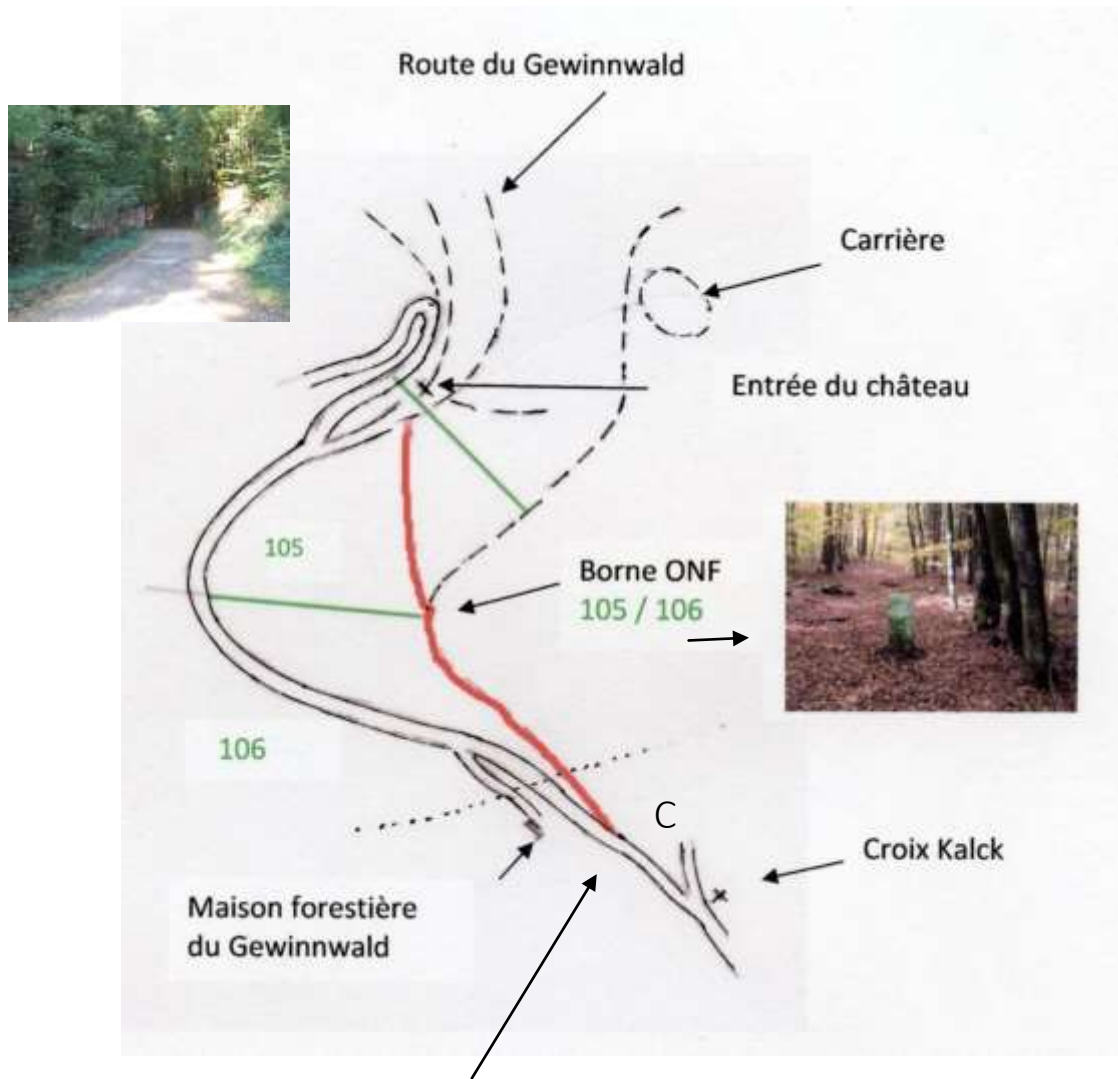 Route du Gewinnwald
Carrière
Entrée du château
105
Borne ONF
105 / 106
106
C
Croix Kalck
Maison forestière
du Gewinnwald